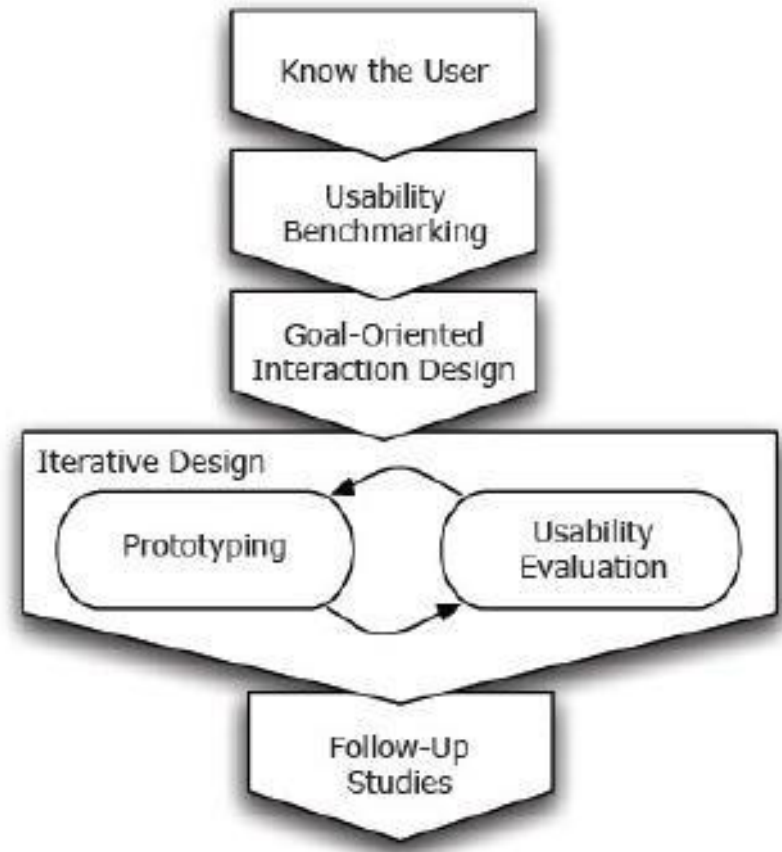 Know the User
Usability
Benchmarking
Goal-Oriented
Interaction Design
Iterative Design
Prototyping
Usability
Evaluation
Follow-Up
Studies